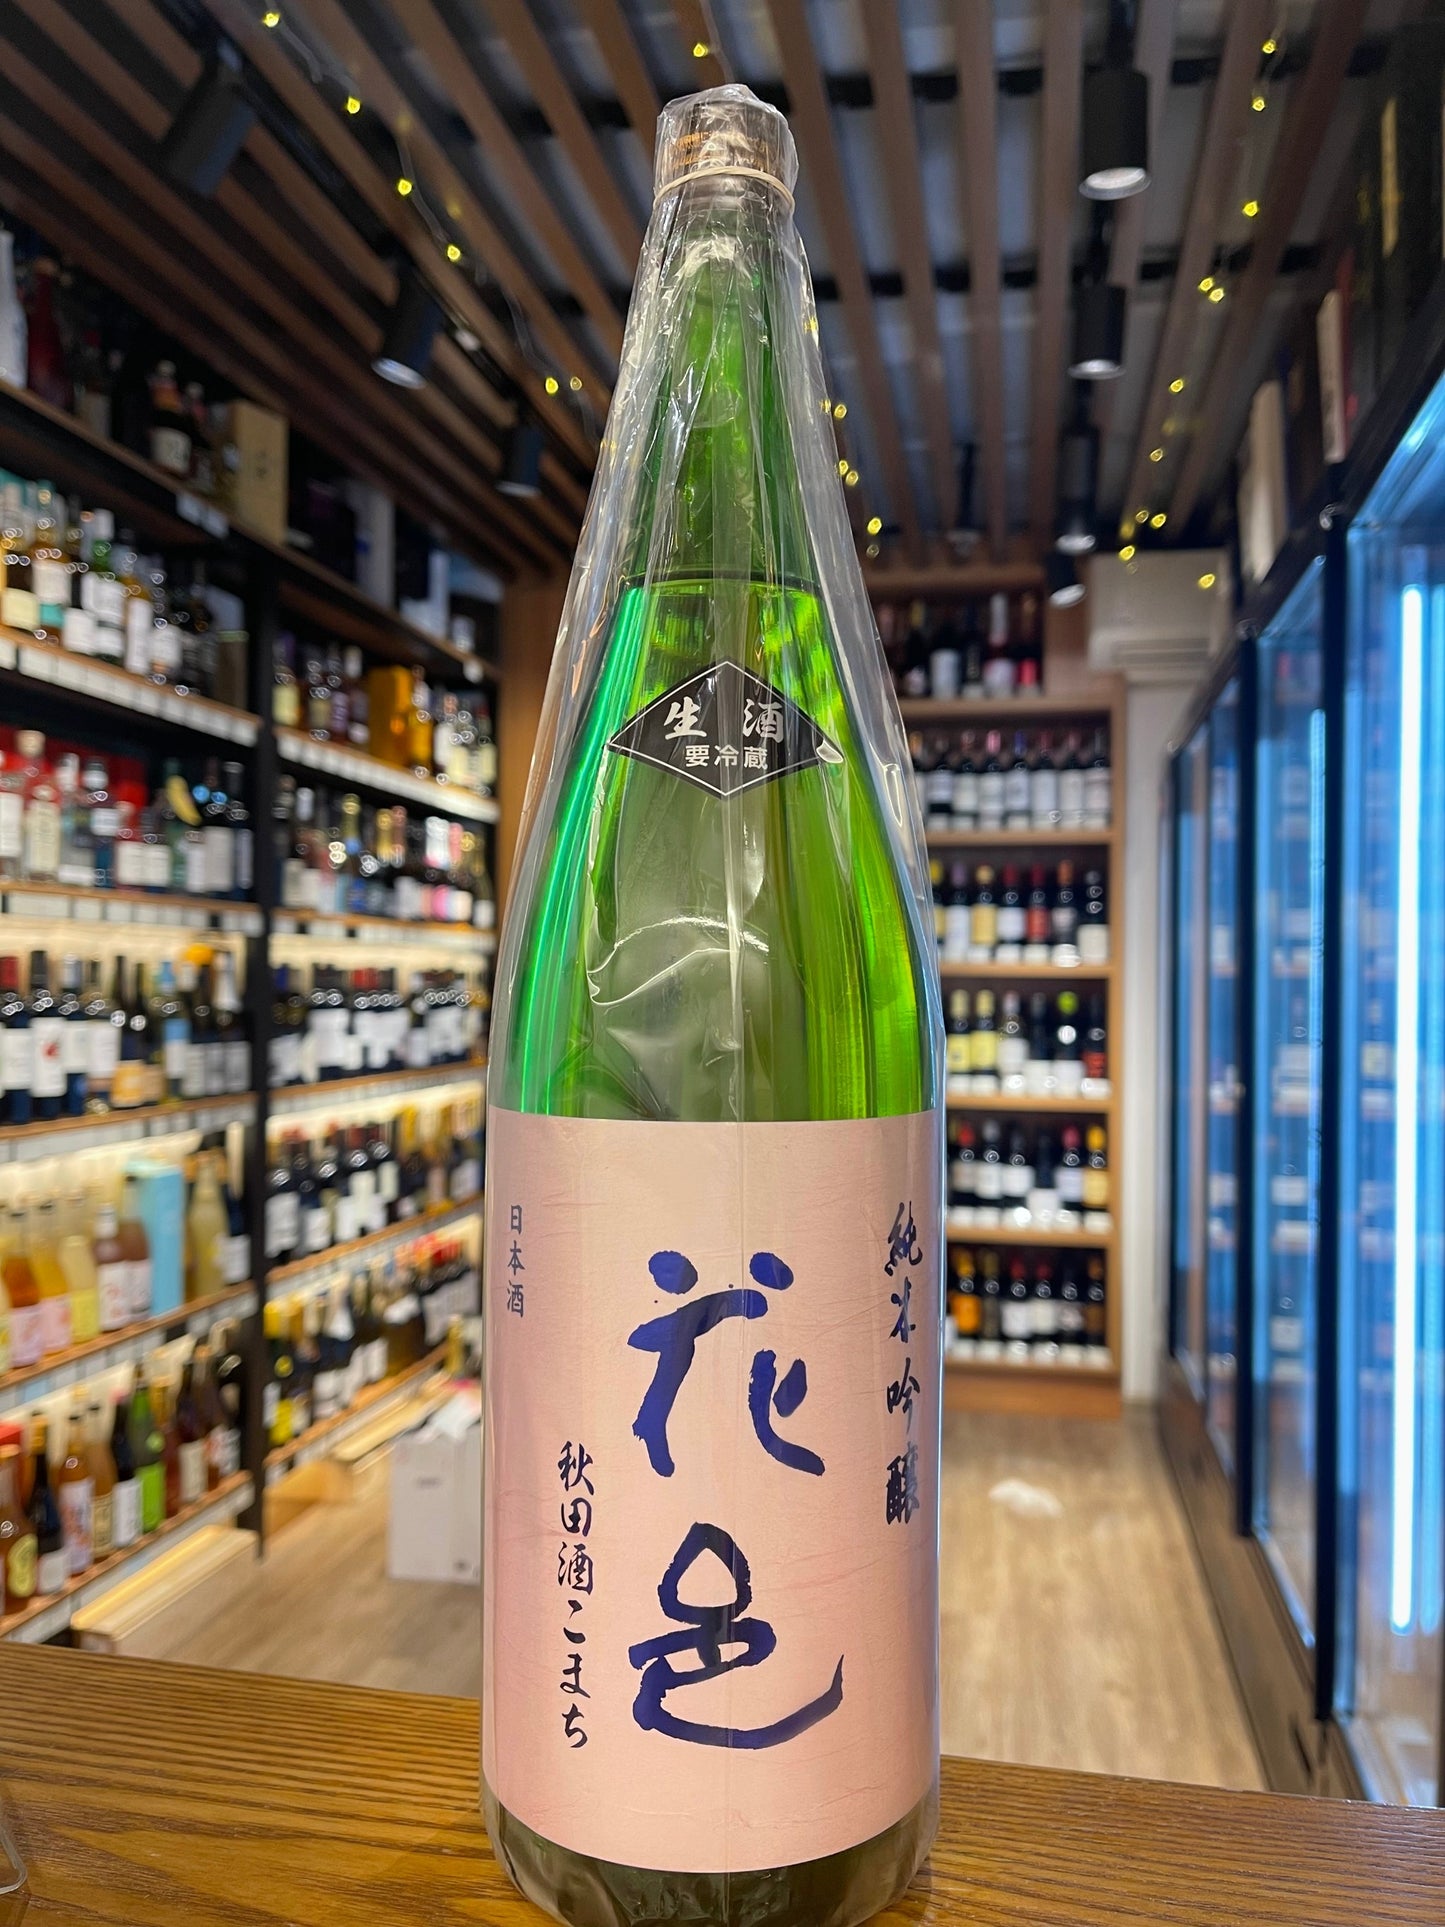 生酒
要冷蔵
純米吟醸
花邑
秋田酒こまち
日本酒